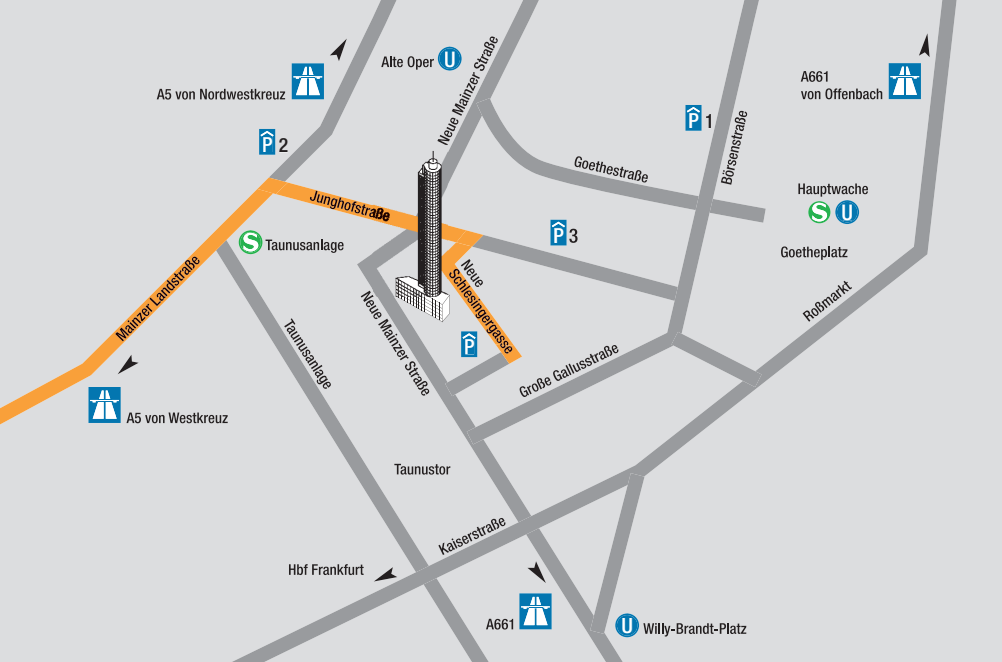 Alte Oper U
Neue Mainzer Straße
A5 von Nordwestkreuz
A661
von Offenbach
P 1
Börsenstraße
P 2
Goethestraße
Hauptwache
S U
Junghofstraße
P 3
S Taunusanlage
Goetheplatz
Neue
Schlesingergasse
Mainzer Landstraße
Roßmarkt
Neue Mainzer Straße
Taunusanlage
P
Große Gallusstraße
A5 von Westkreuz
Taunustor
Kaiserstraße
Hbf Frankfurt
A661
U Willy-Brandt-Platz